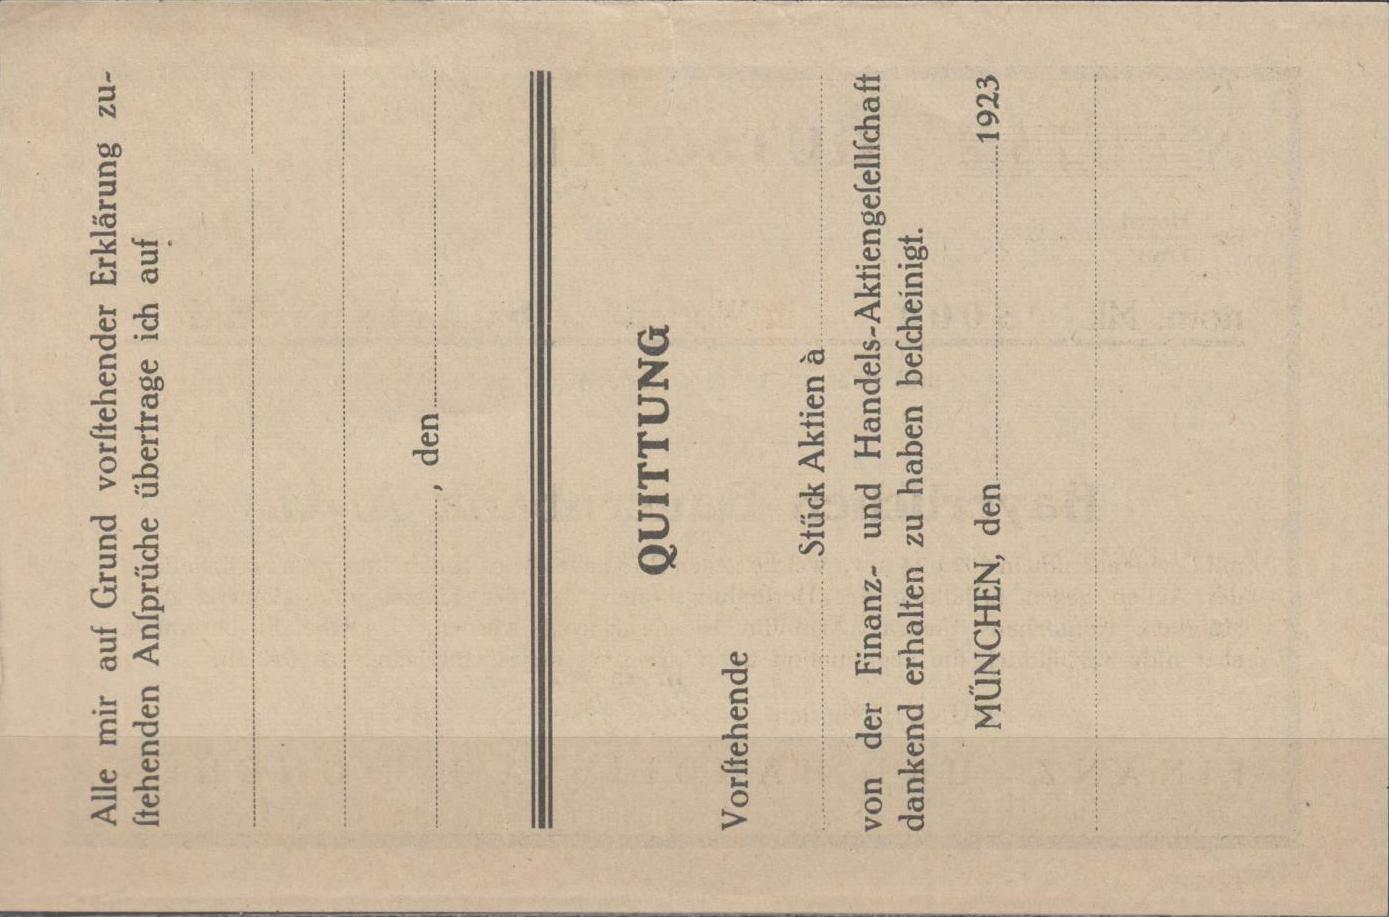 Alle mir auf Grund vorſtehender Erklärung zu-
ſtehenden Anſprüche übertrage ich auf
, den
QUITTUNG
Vorſtehende
Stück Aktien à
von der Finanz- und Handels-Aktiengeſellſchaft
dankend erhalten zu haben beſcheinigt.
MÜNCHEN, den 1923